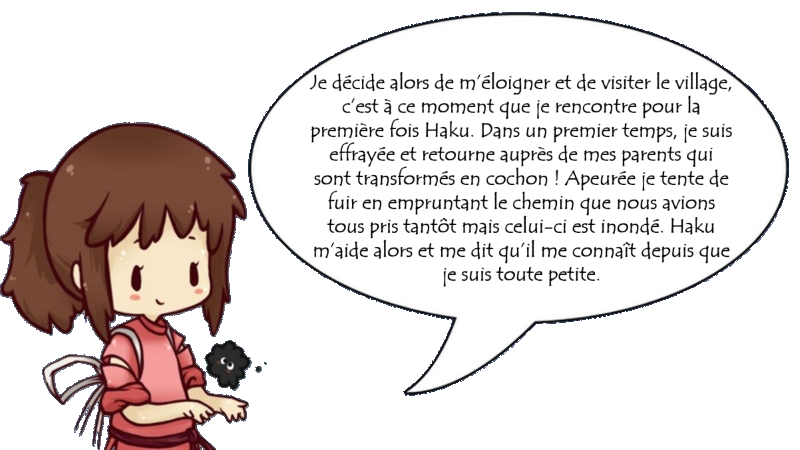 Je décide alors de m'éloigner et de visiter le village,
c'est à ce moment que je rencontre pour la
première fois Haku. Dans un premier temps, je suis
effrayée et retourne auprès de mes parents qui
sont transformés en cochon ! Apeurée je tente de
fuir en empruntant le chemin que nous avions
tous pris tantôt mais celui-ci est inondé. Haku
m'aide alors et me dit qu'il me connaît depuis que
je suis toute petite.